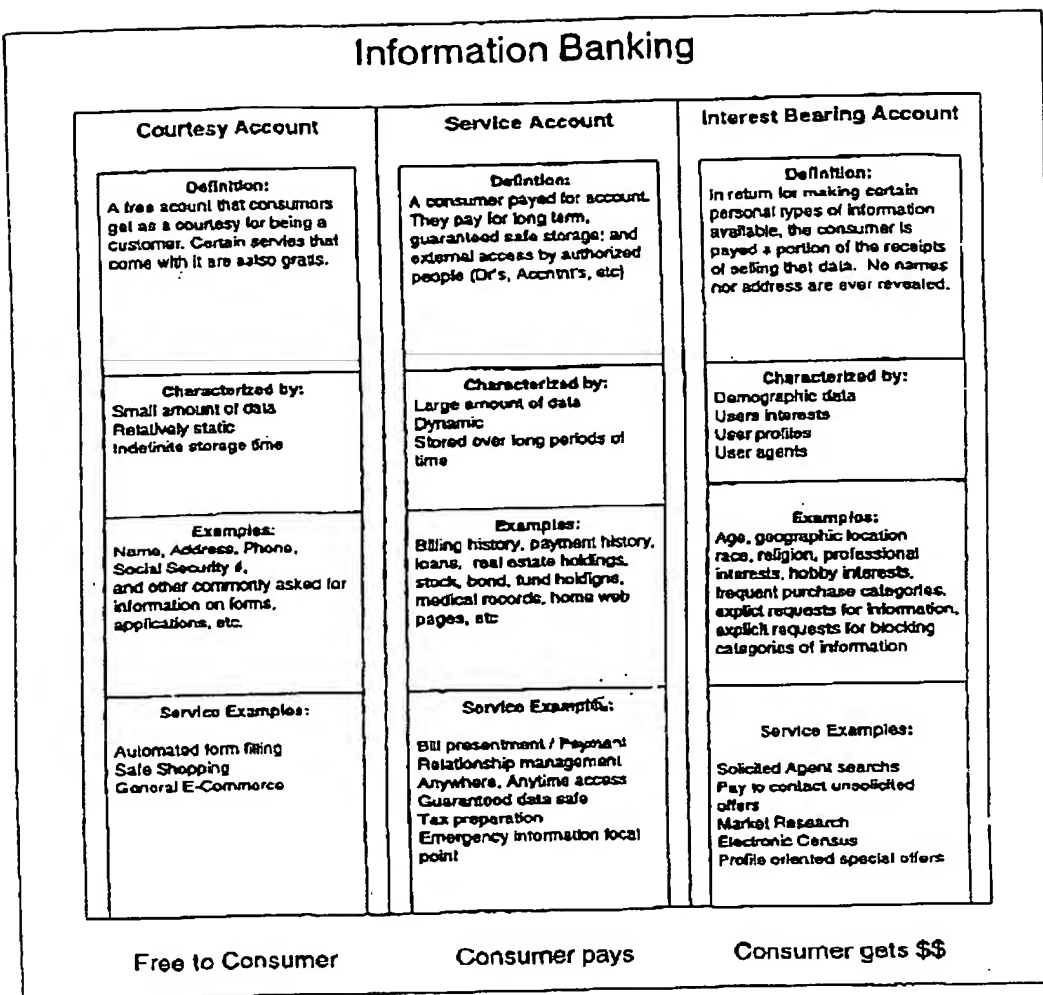 Information Banking
Courtesy Account
Definition:
A free acount that consumers
get as a courtesy for being a
customer. Certain servies that
come with it are aalso gratis.
Characterized by:
Small amount of data
Relatively static
Indefinite storage time
Examples:
Name, Address, Phone,
Social Security #,
and other commonly asked for
information on forms,
applications, etc.
Service Examples:
Automated form filling
Safe Shopping
General E-Commerce
Free to Consumer
Service Account
Defintion:
A consumer payed for account.
They pay for long term,
guaranteed safe storage; and
external access by authorized
people (Dr's, Accntnt's, etc)
Characterized by:
Large amount of data
Dynamic
Stored over long periods of
time
Examples:
Billing history, payment history,
loans, real estate holdings,
stock, bond, fund holdigns,
medical records, home web
pages, etc
Service Examples:
Bill presentment / Payment
Relationship management
Anywhere, Anytime access
Guaranteed data safe
Tax preparation
Emergency information focal
point
Consumer pays
Interest Bearing Account
Definition:
In return for making certain
personal types of information
available, the consumer is
payed a portion of the receipts
of selling that data. No names
nor address are ever revealed.
Characterized by:
Demographic data
Users interests
User profiles
User agents
Examples:
Age, geographic location
race, religion, professional
interests, hobby interests,
frequent purchase categories,
explict requests for information,
explicit requests for blocking
categories of information
Service Examples:
Solicited Agent searchs
Pay to contact unsolicited
offers
Market Research
Electronic Census
Profile oriented special offers
Consumer gets $$